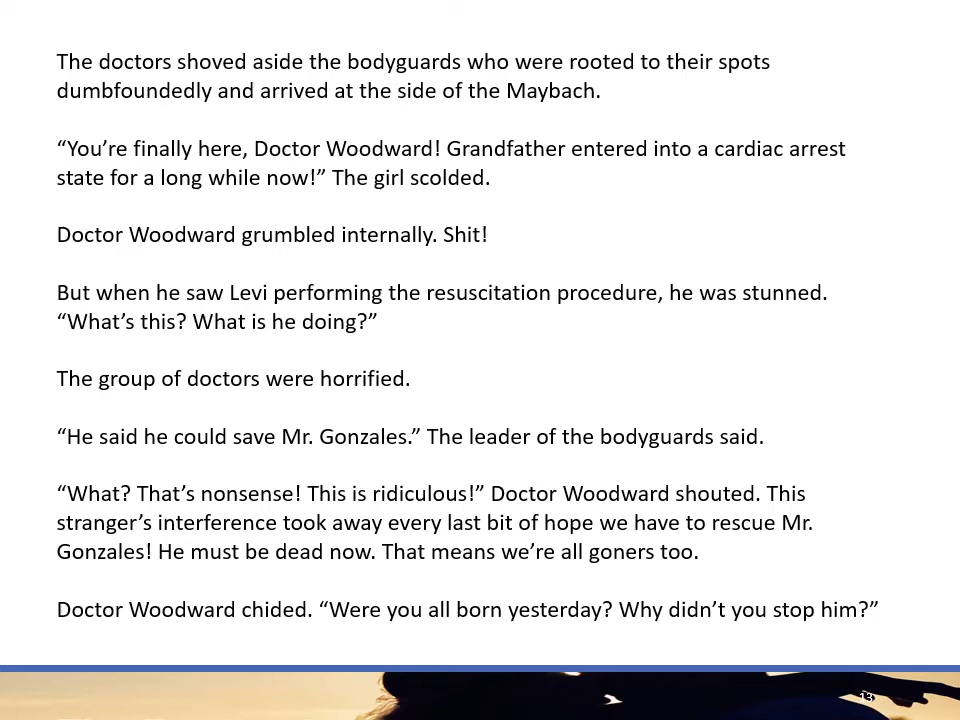 The doctors shoved aside the bodyguards who were rooted to their spots
dumbfoundedly and arrived at the side of the Maybach.
“You’re finally here, Doctor Woodward! Grandfather entered into a cardiac arrest
state for a long while now!” The girl scolded.
Doctor Woodward grumbled internally. Shit!
But when he saw Levi performing the resuscitation procedure, he was stunned.
“What’s this? What is he doing?”
The group of doctors were horrified.
“He said he could save Mr. Gonzales.” The leader of the bodyguards said.
“What? That’s nonsense! This is ridiculous!” Doctor Woodward shouted. This
stranger’s interference took away every last bit of hope we have to rescue Mr.
Gonzales! He must be dead now. That means we’re all goners too.
Doctor Woodward chided. “Were you all born yesterday? Why didn’t you stop him?”
13